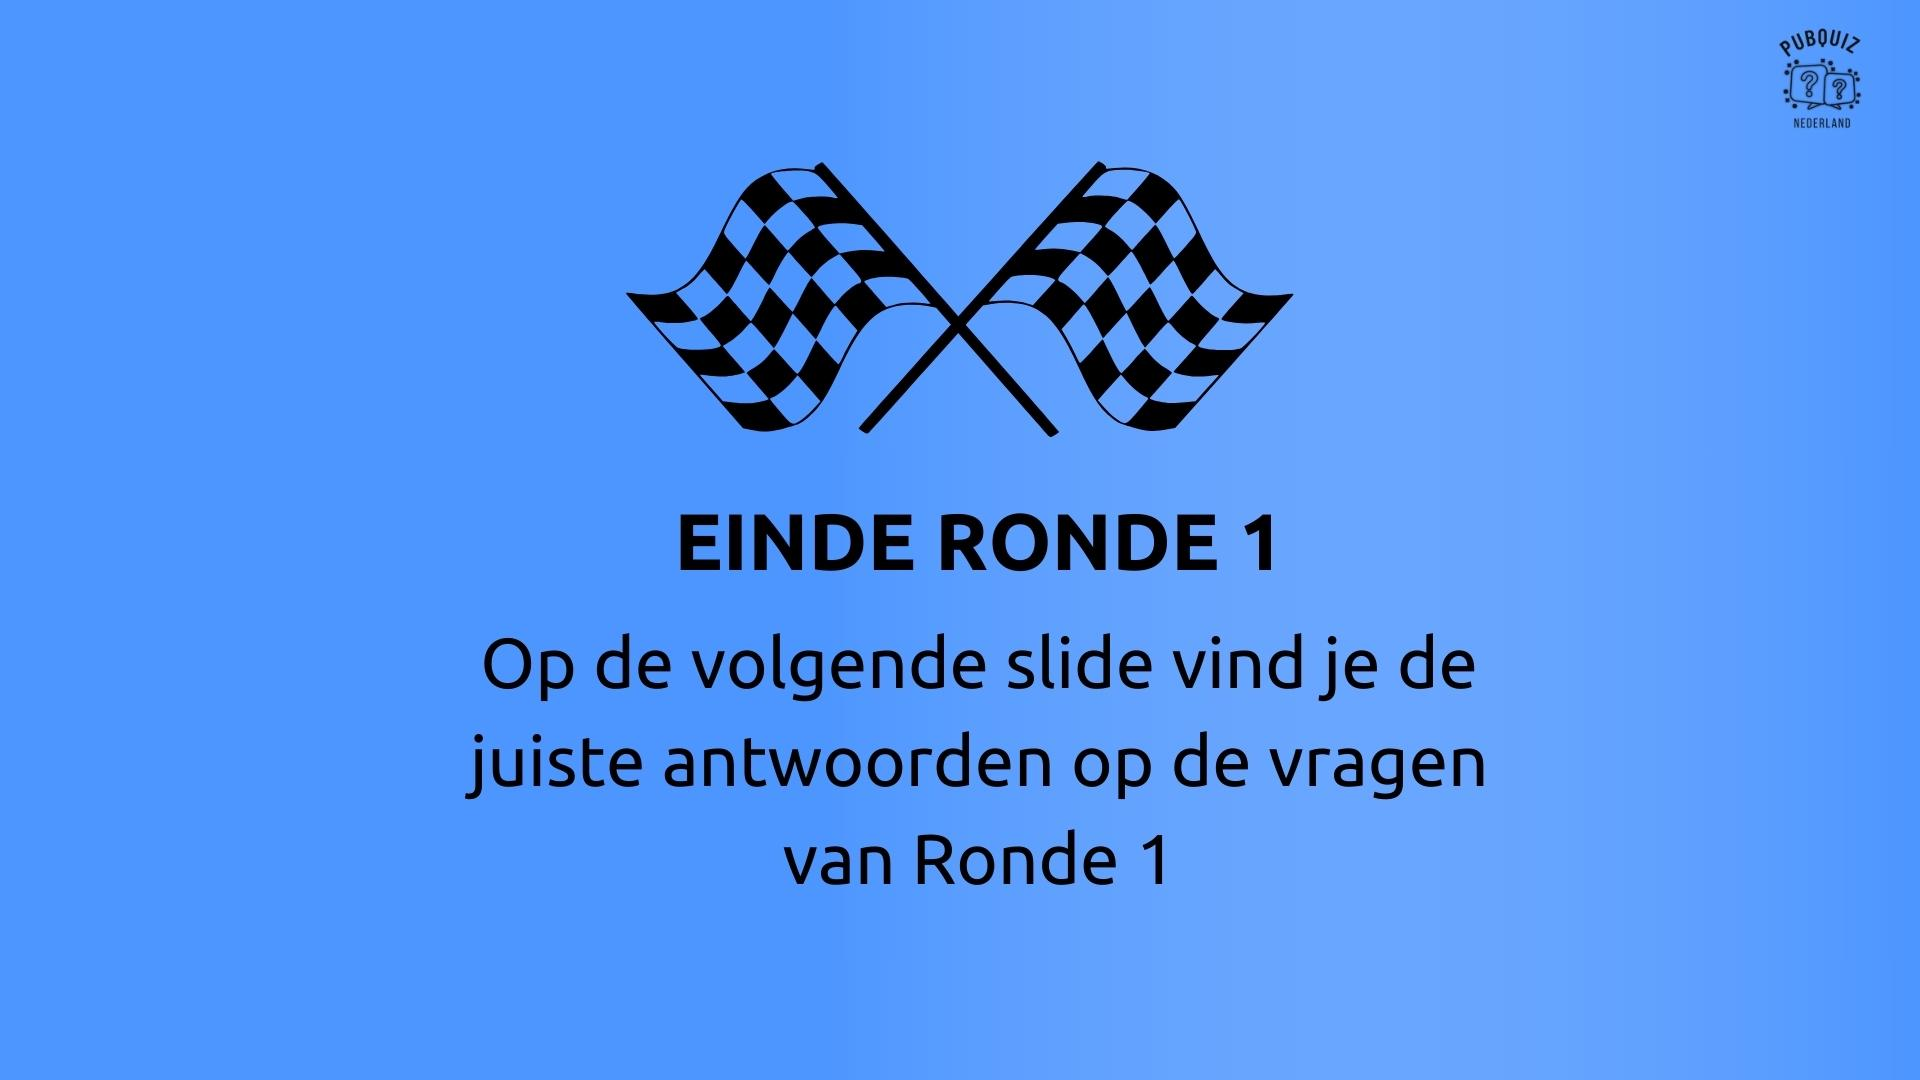 PUBQUIZ
? ?
NEDERLAND
EINDE RONDE 1
Op de volgende slide vind je de
juiste antwoorden op de vragen
van Ronde 1